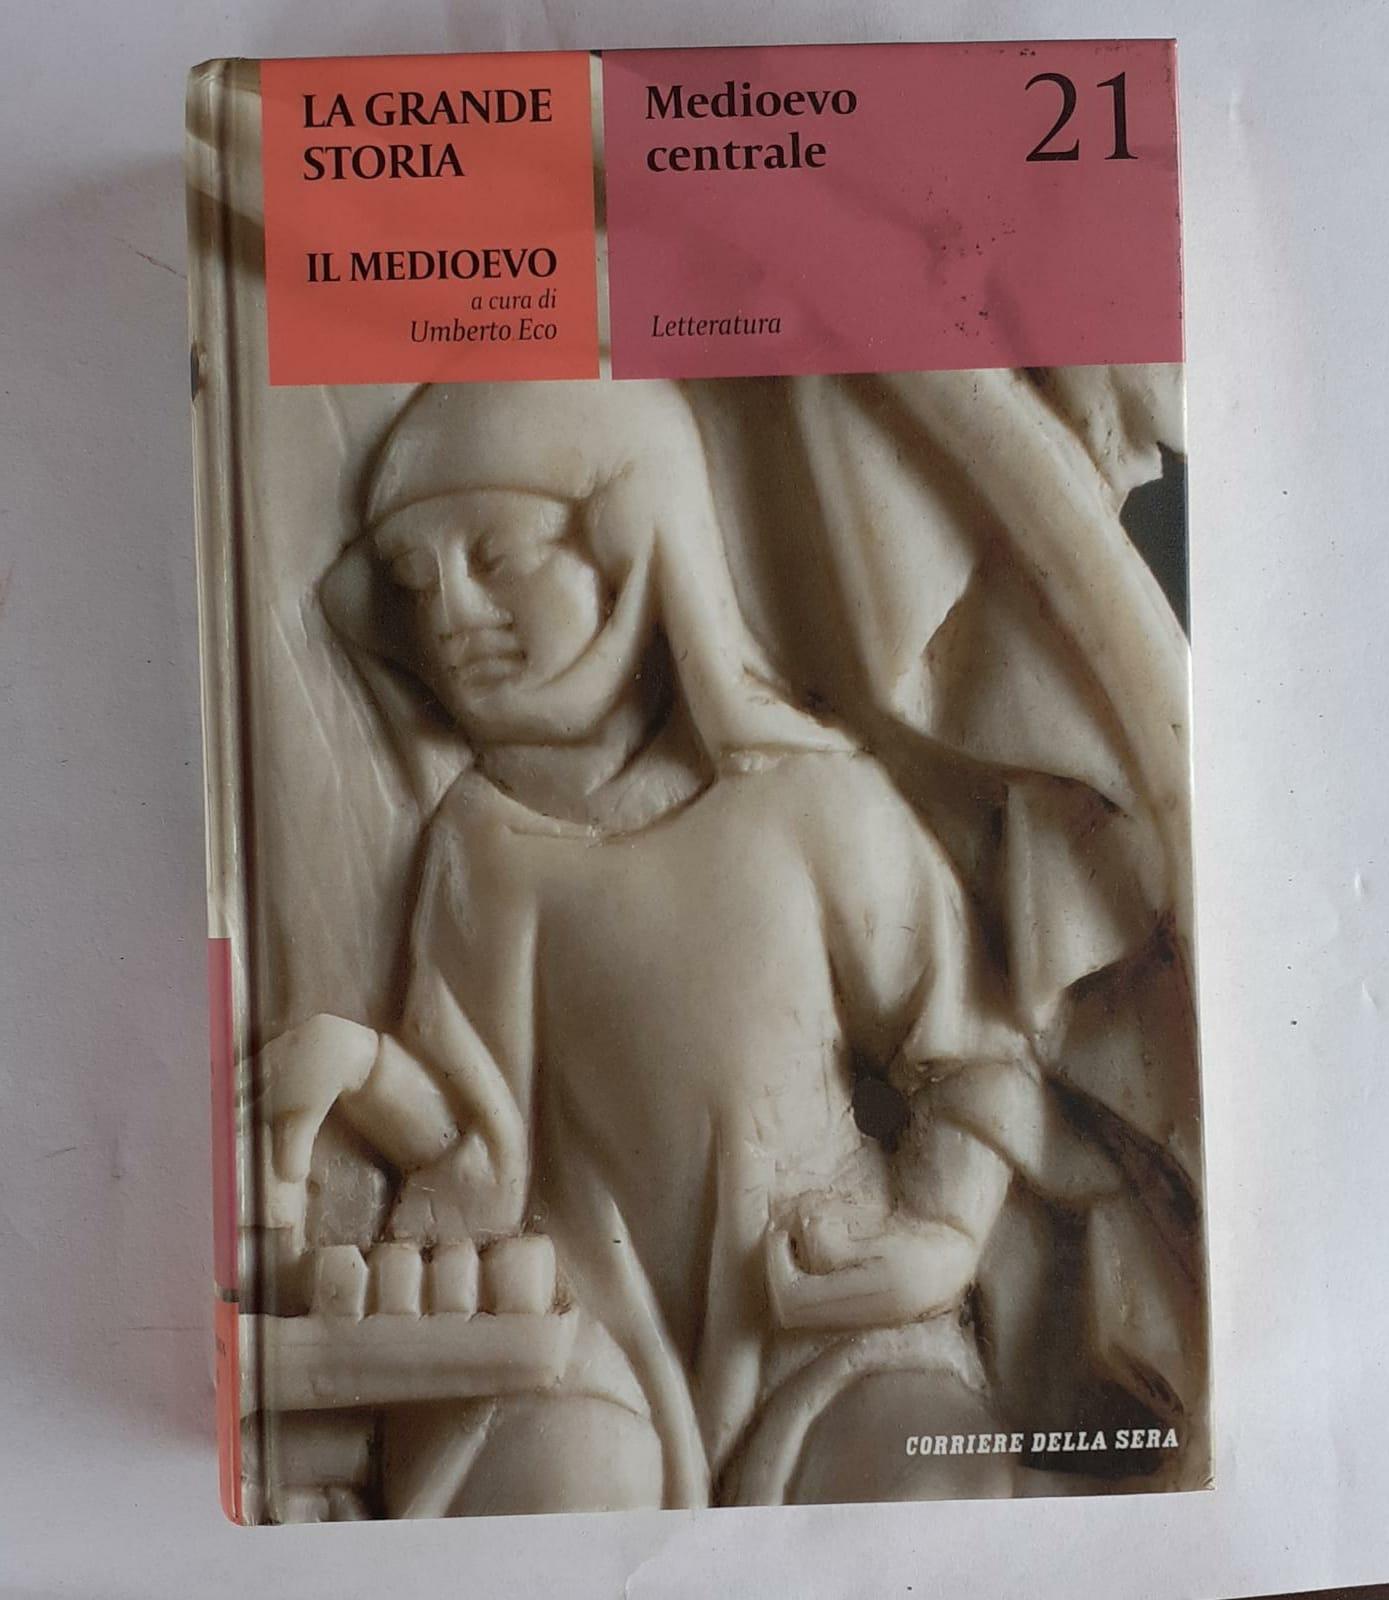 LA GRANDE
STORIA
IL MEDIOEVO
a cura di
Umberto Eco
Medioevo
centrale
21
Letteratura
CORRIERE DELLA SERA